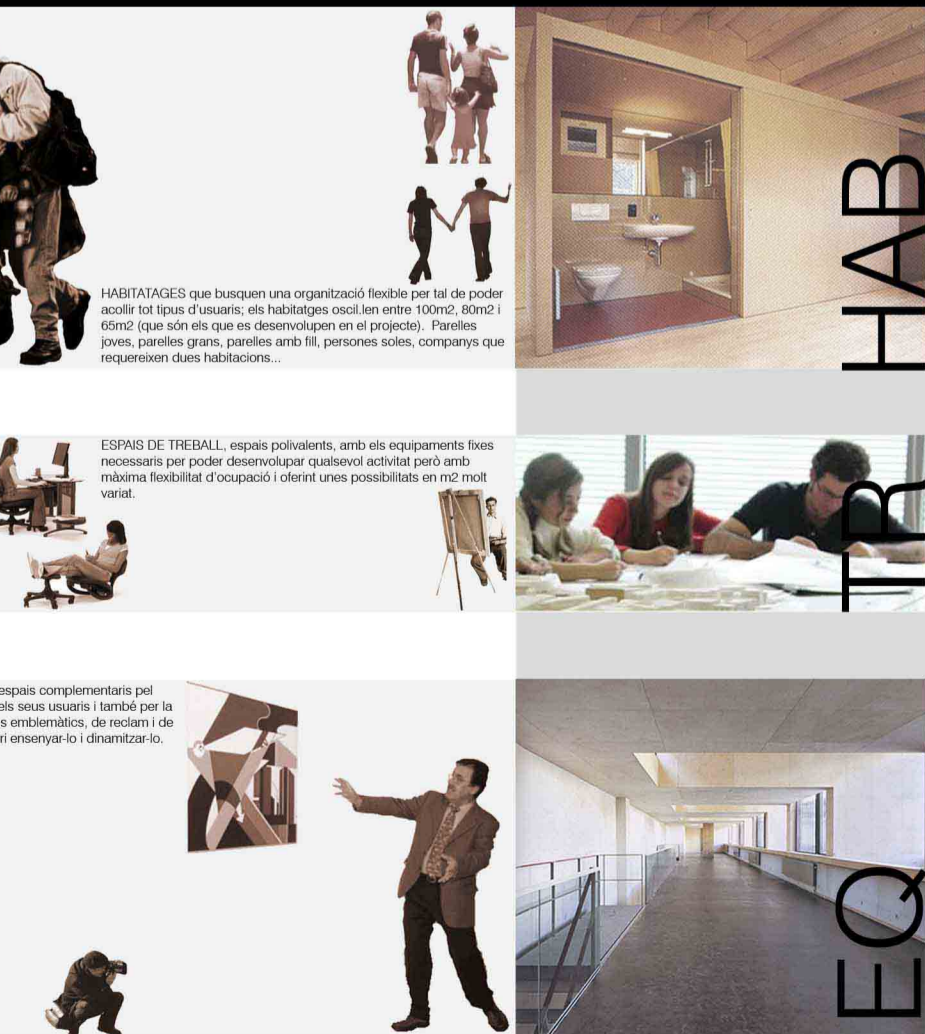 HABITATAGES que busquen una organització flexible per tal de poder
acollir tot tipus d'usuaris; els habitatges oscil.len entre 100m2, 80m2 i
65m2 (que són els que es desenvolupen en el projecte). Parelles
joves, parelles grans, parelles amb fill, persones soles, companys que
requereixen dues habitacions...
HAB
ESPAIS DE TREBALL, espais polivalents, amb els equipaments fixes
necessaris per poder desenvolupar qualsevol activitat però amb
màxima flexibilitat d'ocupació i oferint unes possibilitats en m2 molt
variat.
TR
espais complementaris pel
els seus usuaris i també per la
s emblemàtics, de reclam i de
ri ensenyar-lo i dinamitzar-lo.
EQ